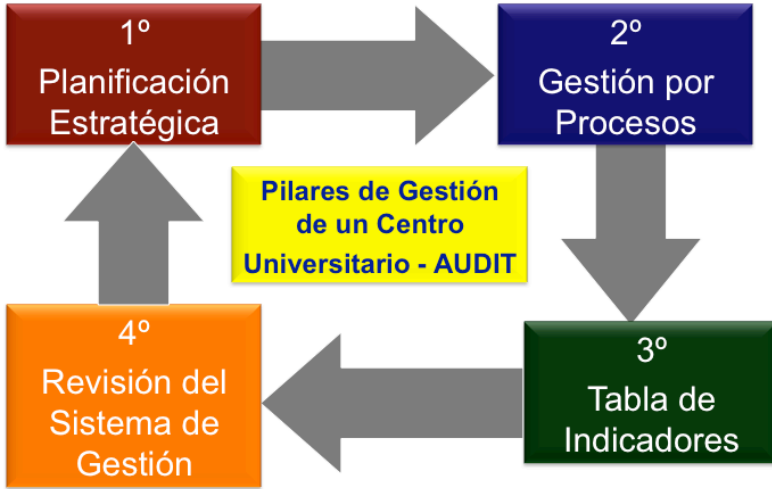 1º
Planificación
Estratégica
2º
Gestión por
Procesos
Pilares de Gestión
de un Centro
Universitario - AUDIT
3º
Tabla de
Indicadores
4º
Revisión del
Sistema de
Gestión